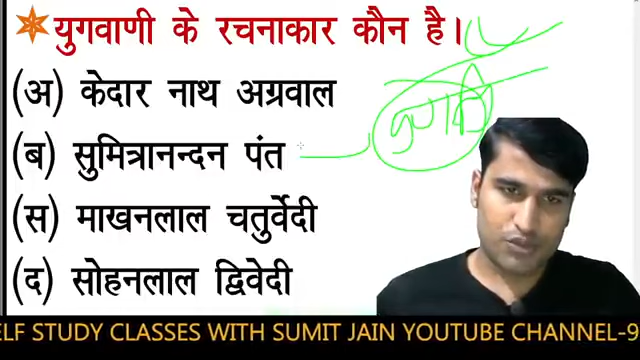 युगवाणी के रचनाकार कौन है।
(अ) केदार नाथ अग्रवाल
(ब) सुमित्रानन्दन पंत
(स) माखनलाल चतुर्वेदी
(द) सोहनलाल द्विवेदी
ELF STUDY CLASSES WITH SUMIT JAIN YOUTUBE CHANNEL-9